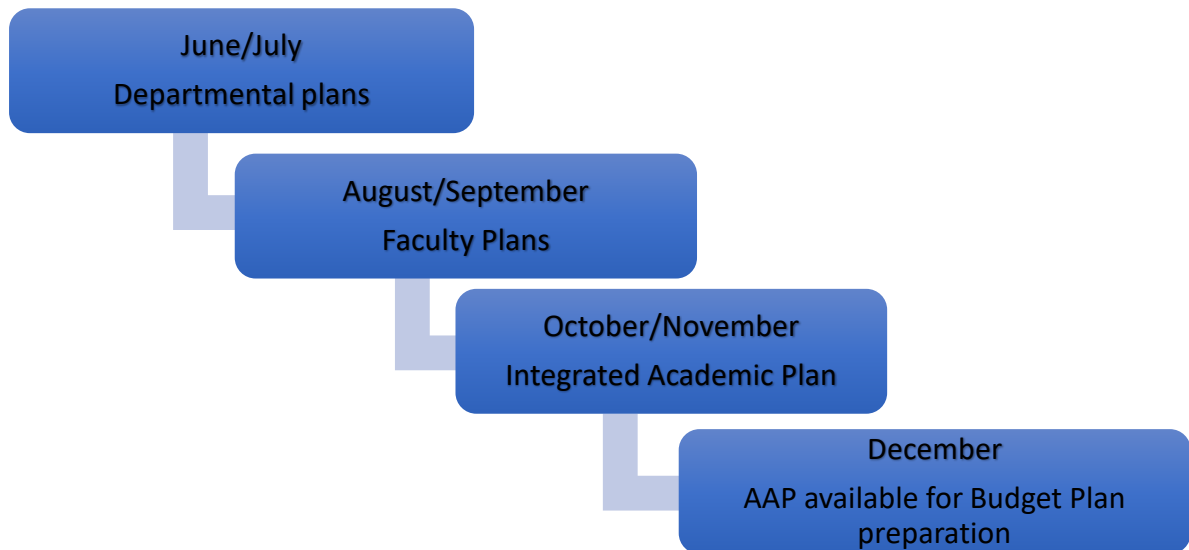 June/July
Departmental plans
August/September
Faculty Plans
October/November
Integrated Academic Plan
December
AAP available for Budget Plan
preparation